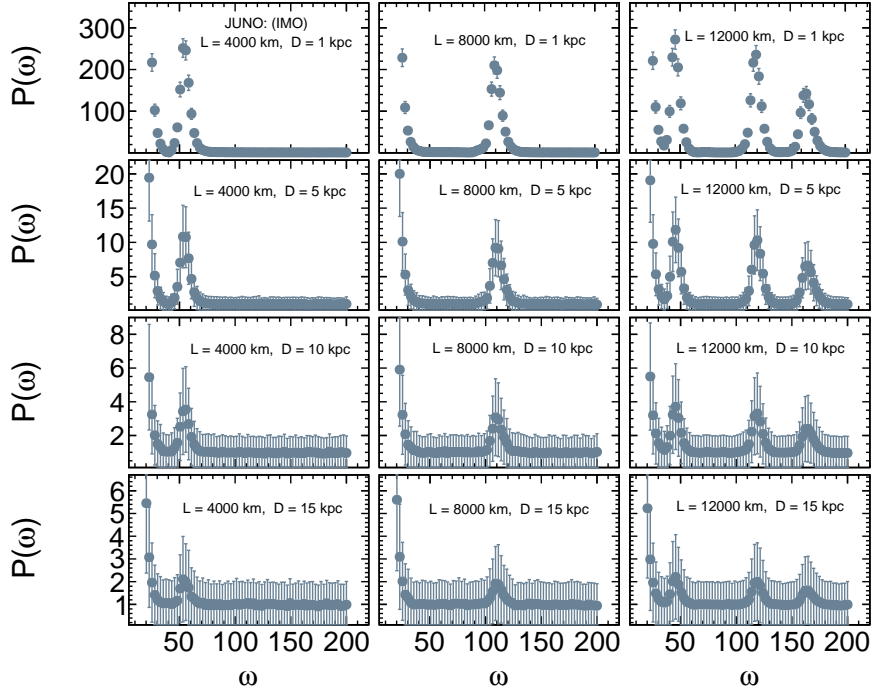 JUNO: (IMO)
L = 4000 km, D = 1 kpc
L = 8000 km, D = 1 kpc
L = 12000 km, D = 1 kpc
P(ω)
300
200
100
L = 4000 km, D = 5 kpc
L = 8000 km, D = 5 kpc
L = 12000 km, D = 5 kpc
P(ω)
20
15
10
5
L = 4000 km, D = 10 kpc
L = 8000 km, D = 10 kpc
L = 12000 km, D = 10 kpc
P(ω)
8
6
4
2
L = 4000 km, D = 15 kpc
L = 8000 km, D = 15 kpc
L = 12000 km, D = 15 kpc
P(ω)
6
5
4
3
2
1
50 100 150 200 50 100 150 200 50 100 150 200
ω ω ω